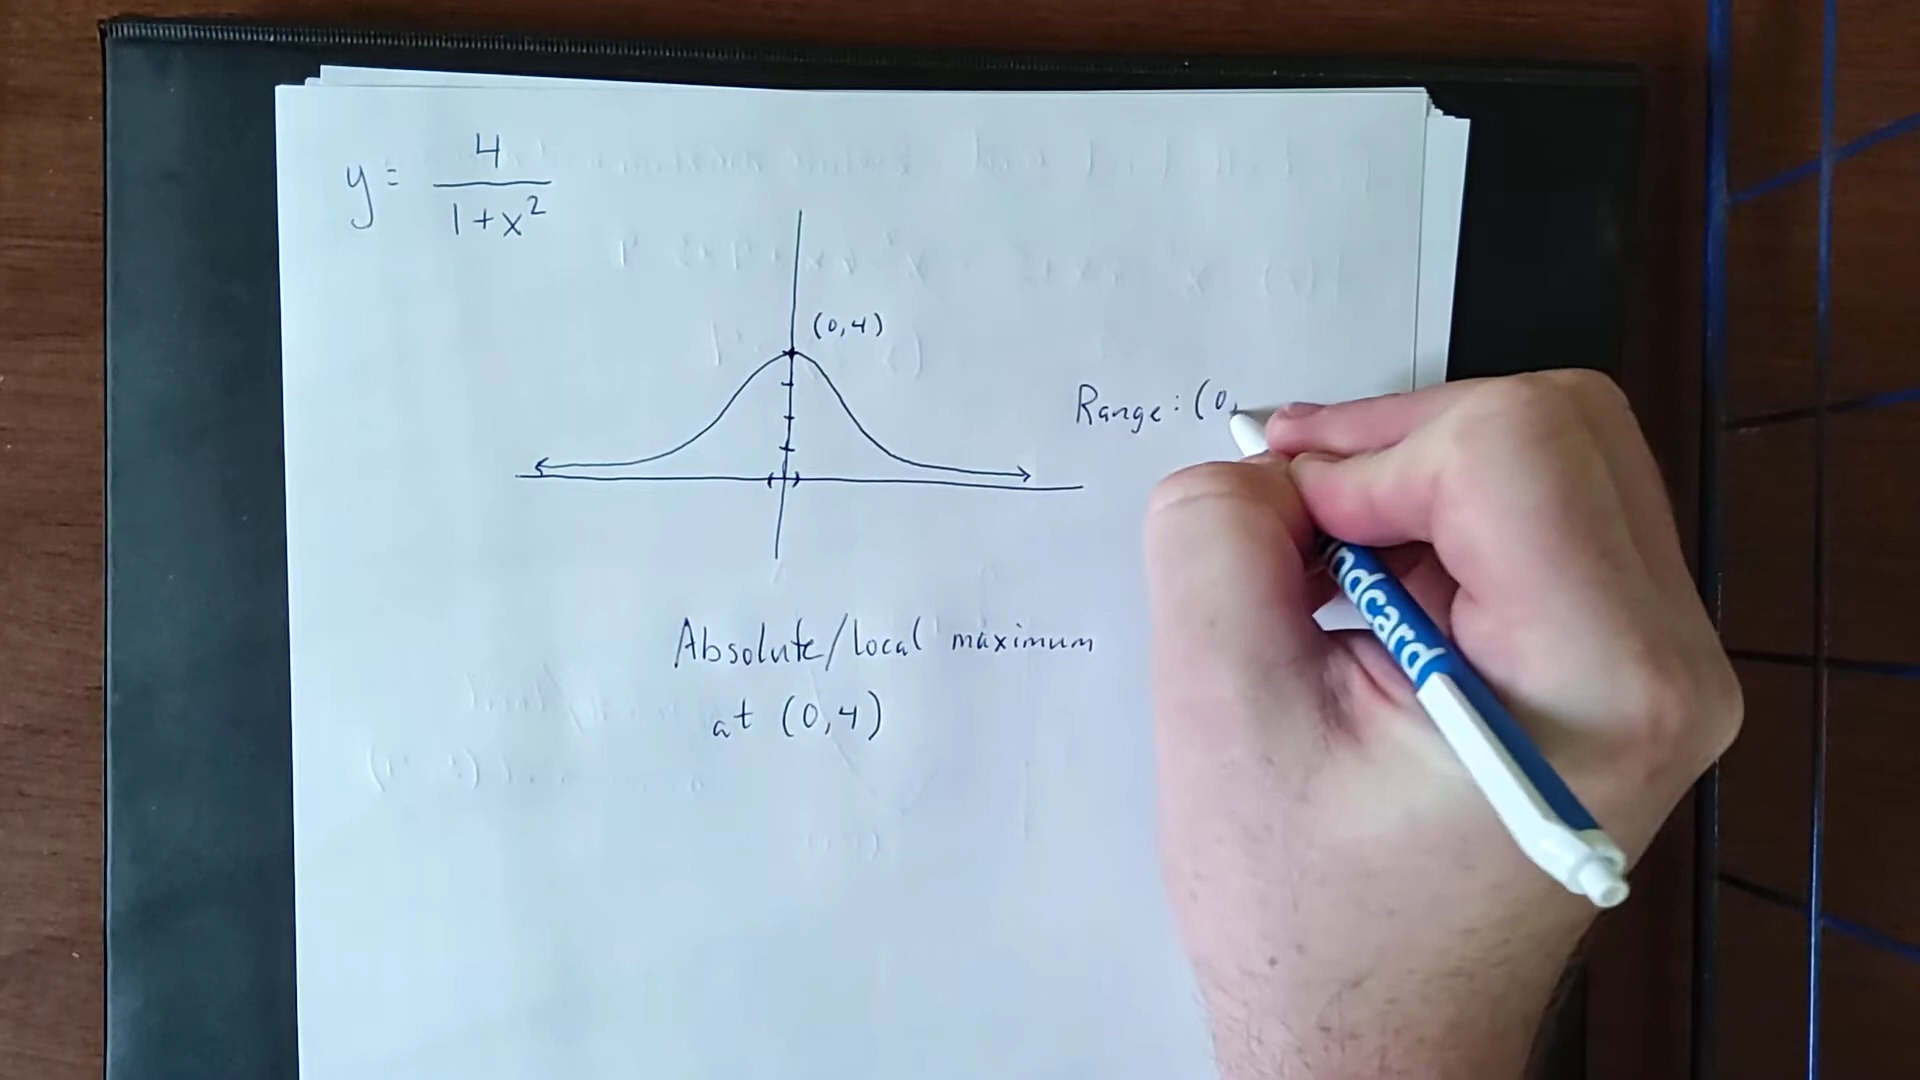 y = 4/(1+x²)
(0,4)
Range: (0,
Absolute/local maximum
at (0,4)
ndcard